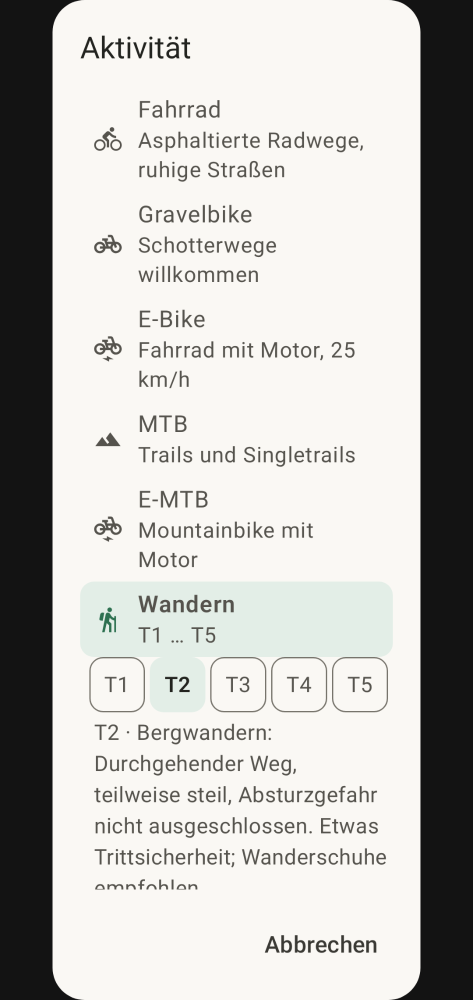 Aktivität
Fahrrad
Asphaltierte Radwege,
ruhige Straßen
Gravelbike
Schotterwege
willkommen
E-Bike
Fahrrad mit Motor, 25
km/h
MTB
Trails und Singletrails
E-MTB
Mountainbike mit
Motor
Wandern
T1 … T5
T1 T2 T3 T4 T5
T2 · Bergwandern:
Durchgehender Weg,
teilweise steil, Absturzgefahr
nicht ausgeschlossen. Etwas
Trittsicherheit; Wanderschuhe
empfohlen
Abbrechen